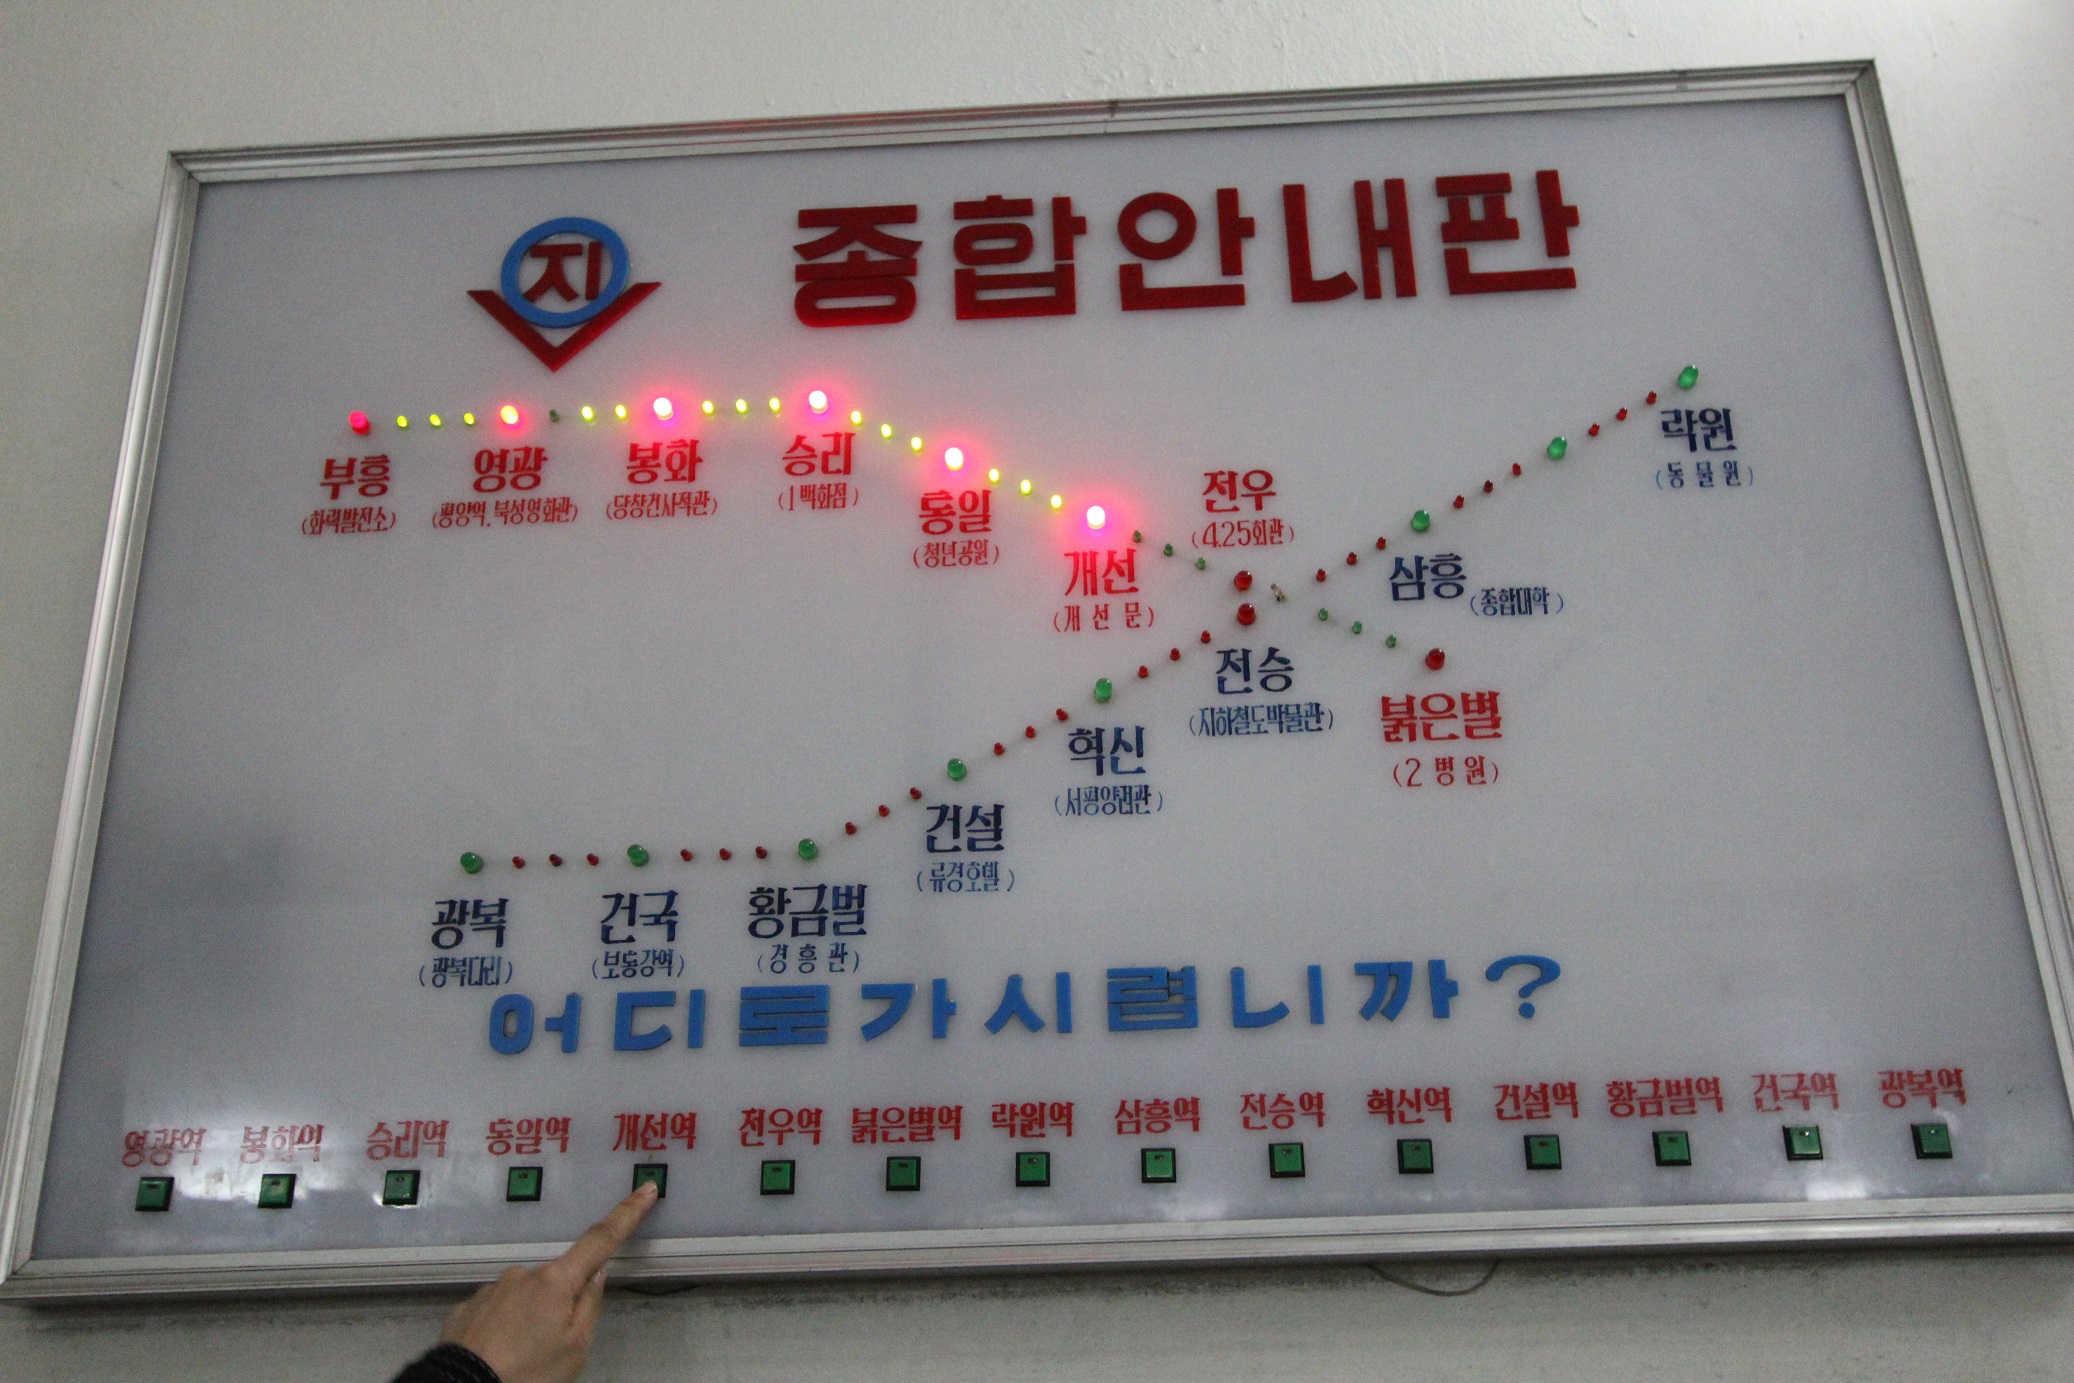 지
종합안내판
부흥
(화력발전소)
영광
(평양역, 북성영화관)
봉화
(당창건사적관)
승리
(1백화점)
통일
(청년공원)
개선
(개선문)
전우
(4.25회관)
붉은별
(2병원)
락원
(동물원)
삼흥
(종합대학)
전승
(지하철도박물관)
혁신
(서평양려관)
건설
(류경호텔)
황금벌
(경흥관)
건국
(보통강역)
광복
(광복다리)
어디로가시렵니까?
영광역 봉화역 승리역 통일역 개선역 전우역 붉은별역 락원역 삼흥역 전승역 혁신역 건설역 황금벌역 건국역 광복역